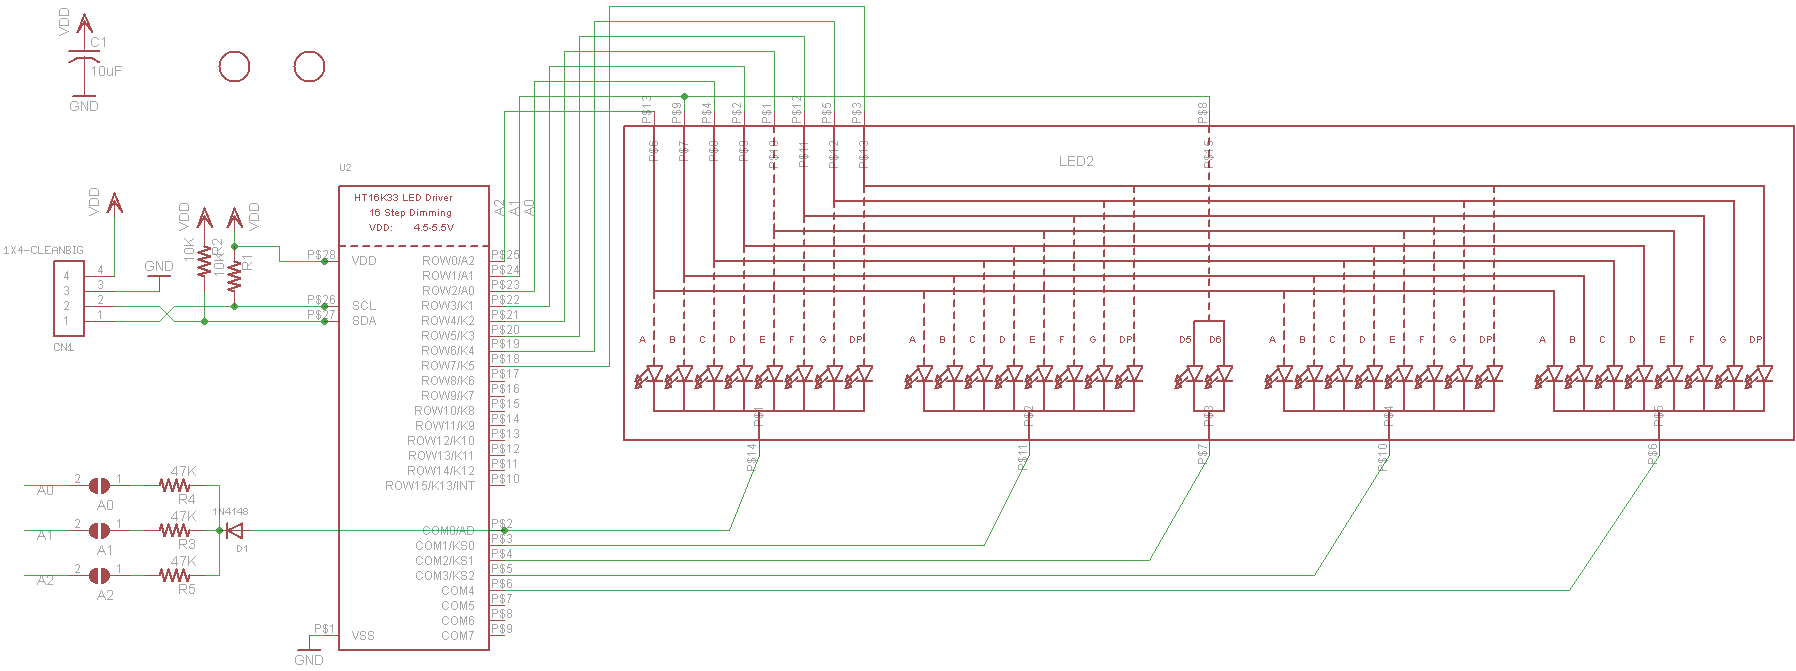 VDD
C1
10uF
GND
U2
HT16K33 LED Driver
16 Step Dimming
VDD: 4.5-5.5V
A2
A1
A0
VDD
VDD
VDD
10K
R2
10K
R1
1X4-CLEANBIG
4
3
2
1
4
3
2
1
CN1
GND
P$28
VDD
P$26
SCL
P$27
SDA
ROW0/A2
P$25
ROW1/A1
P$24
ROW2/A0
P$23
ROW3/K1
P$22
ROW4/K2
P$21
ROW5/K3
P$20
ROW6/K4
P$19
ROW7/K5
P$18
ROW8/K6
P$17
ROW9/K7
P$16
ROW10/K8
P$15
ROW11/K9
P$14
ROW12/K10
P$13
ROW13/K11
P$12
ROW14/K12
P$11
ROW15/K13/INT
P$10
COM0/AD
P$2
COM1/KS0
P$3
COM2/KS1
P$4
COM3/KS2
P$5
COM4
P$6
COM5
P$7
COM6
P$8
COM7
P$9
P$1
VSS
GND
A0
2
1
A0
47K
R4
A1
2
1
A1
47K
R3
A2
2
1
A2
47K
R5
1N4148
D1
P$13
P$9
P$4
P$2
P$1
P$12
P$5
P$3
P$8
P$6
P$7
P$8
P$9
P$10
P$11
P$12
P$13
P$15
LED2
A B C D E F G DP
A B C D E F G DP
D5 D6
A B C D E F G DP
A B C D E F G DP
P$1
P$2
P$3
P$4
P$5
P$14
P$11
P$7
P$10
P$6